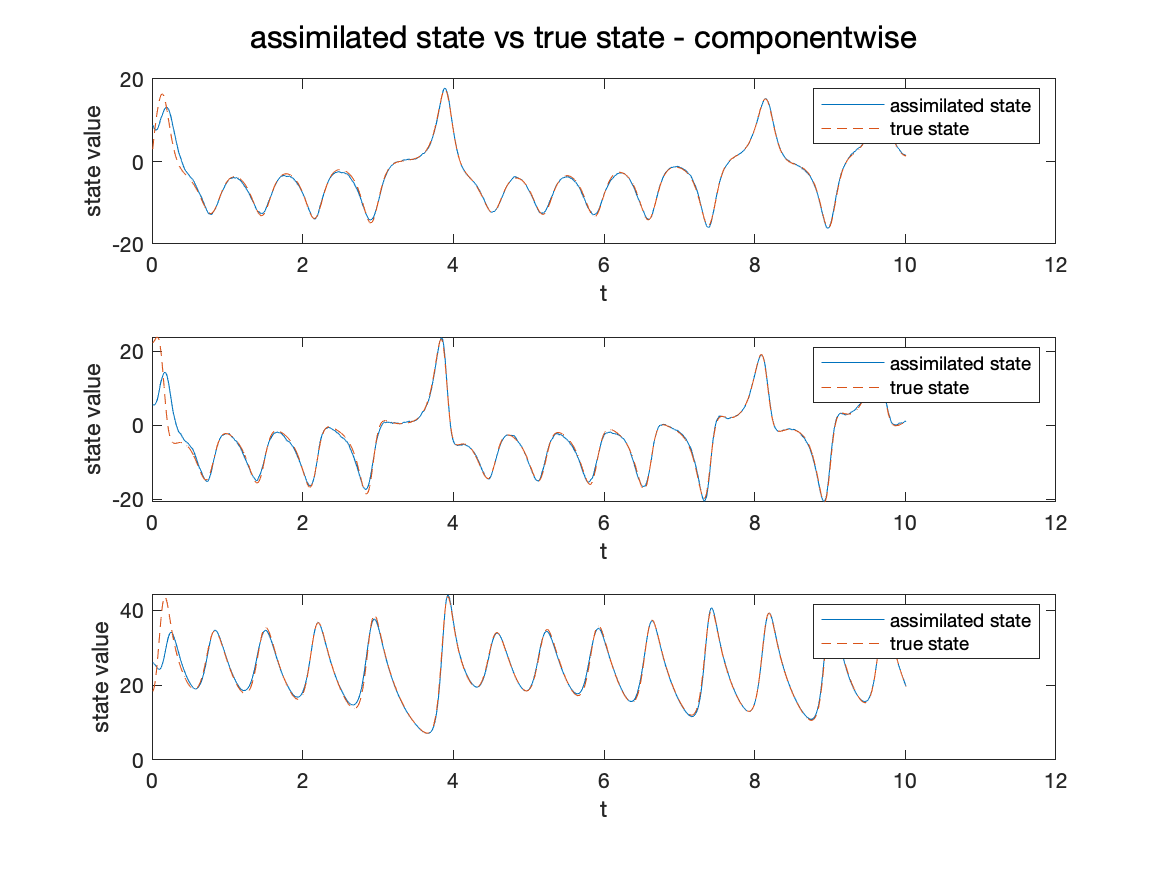 assimilated state vs true state - componentwise
20
0
-20
state value
assimilated state
true state
0 2 4 6 8 10 12
t
20
0
-20
state value
assimilated state
true state
0 2 4 6 8 10 12
t
40
20
0
state value
assimilated state
true state
0 2 4 6 8 10 12
t